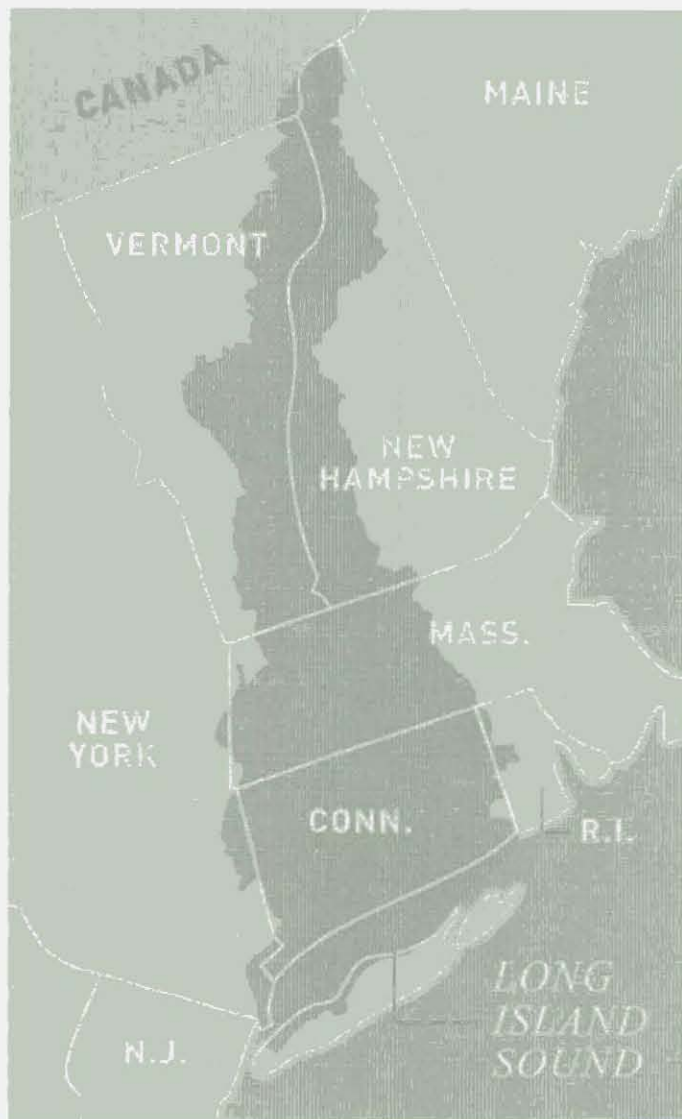 CANADA
MAINE
VERMONT
NEW
HAMPSHIRE
MASS.
NEW
YORK
CONN.
R.I.
LONG
ISLAND
SOUND
N.J.